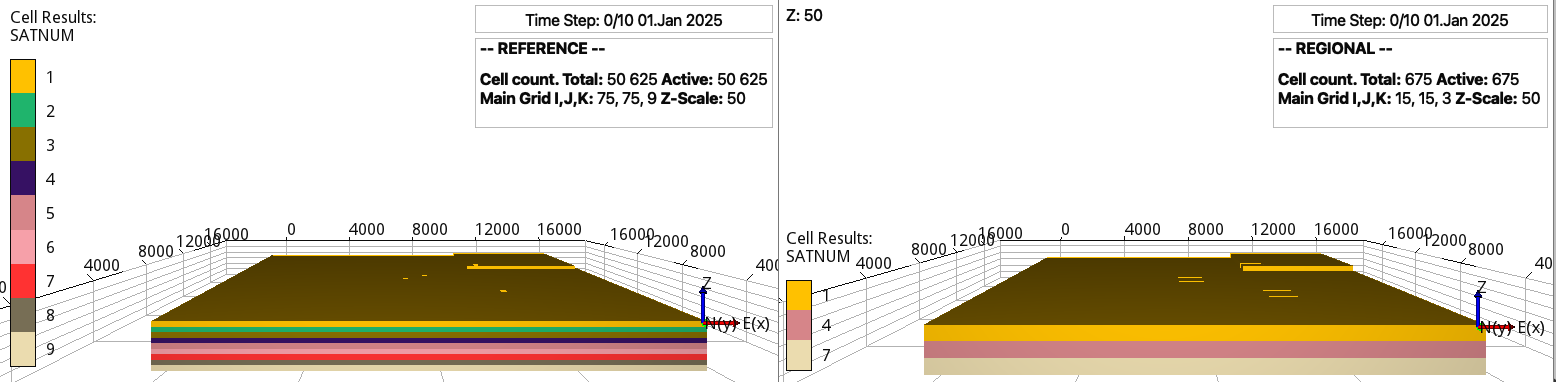 Cell Results:
SATNUM
1
2
3
4
5
6
7
8
9
Time Step: 0/10 01.Jan 2025
-- REFERENCE --
Cell count. Total: 50 625 Active: 50 625
Main Grid I,J,K: 75, 75, 9 Z-Scale: 50
0
4000
8000
12000
16000
0
4000
8000
12000
16000
16000
12000
8000
400
Z
N(y)
E(x)
Z: 50
Time Step: 0/10 01.Jan 2025
-- REGIONAL --
Cell count. Total: 675 Active: 675
Main Grid I,J,K: 15, 15, 3 Z-Scale: 50
Cell Results:
SATNUM
1
4
7
4000
8000
12000
16000
0
4000
8000
12000
16000
16000
12000
8000
40
Z
N(y)
E(x)